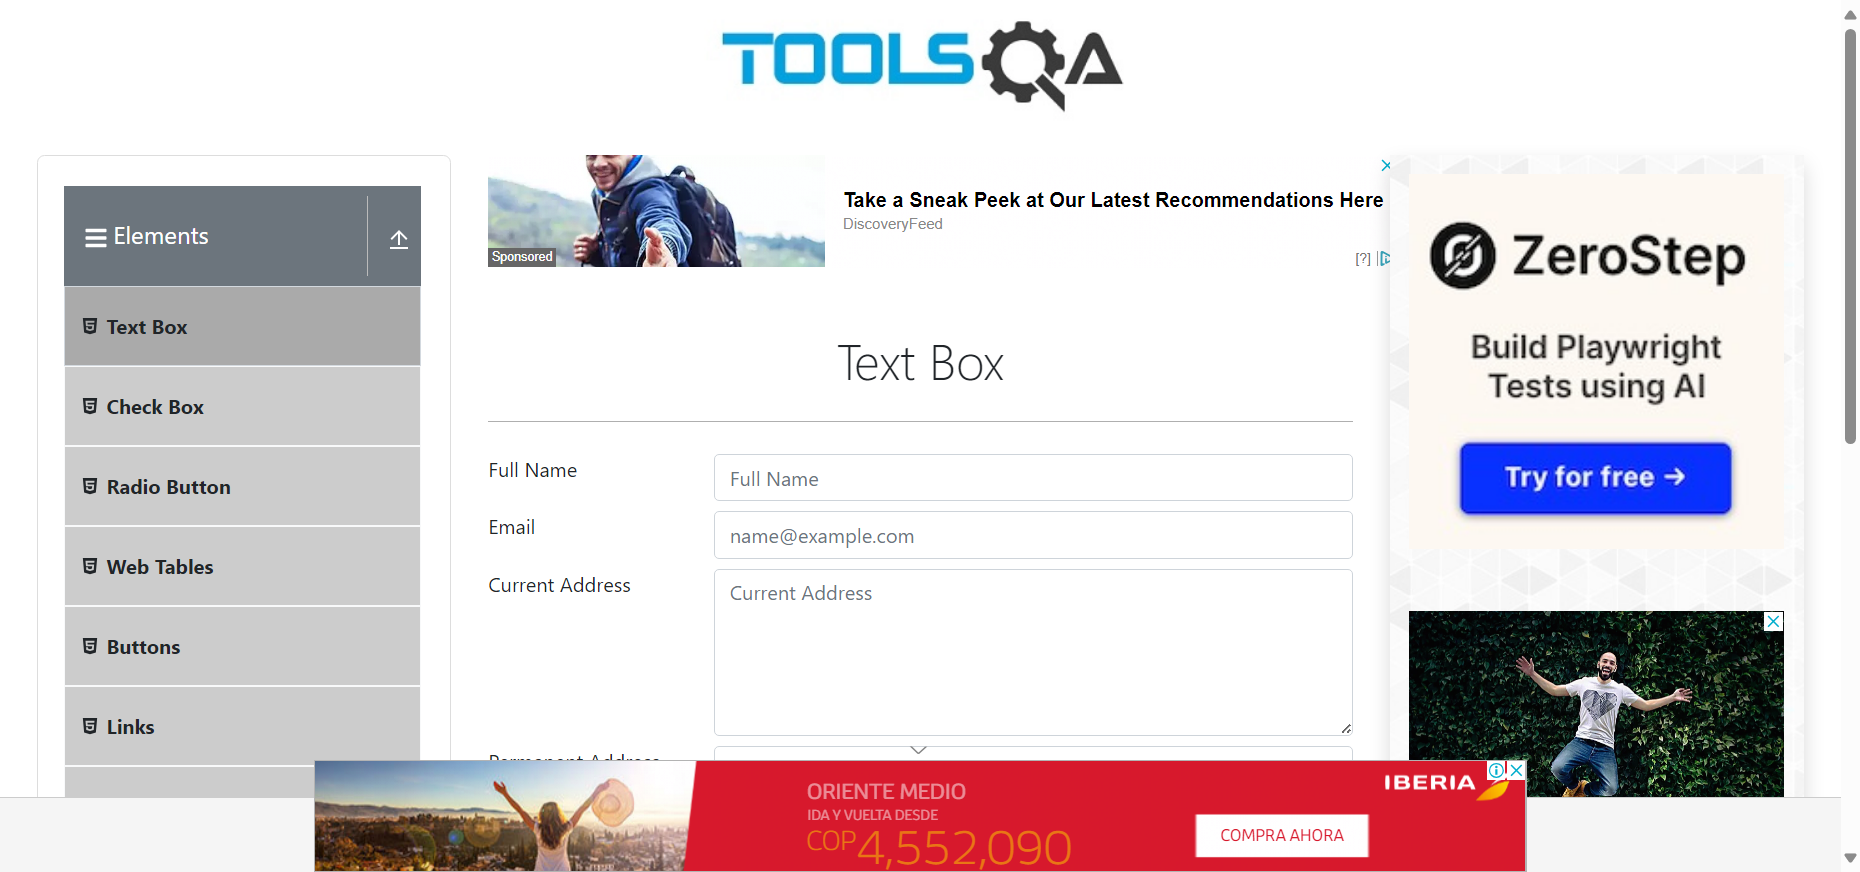 TOOLSQA
Elements
Text Box
Check Box
Radio Button
Web Tables
Buttons
Links
Sponsored
Take a Sneak Peek at Our Latest Recommendations Here
DiscoveryFeed
[?]
Text Box
Full Name
Full Name
Email
name@example.com
Current Address
Current Address
Permanent Address
ZeroStep
Build Playwright
Tests using AI
Try for free →
ORIENTE MEDIO
IDA Y VUELTA DESDE
COP4,552,090
IBERIA
COMPRA AHORA